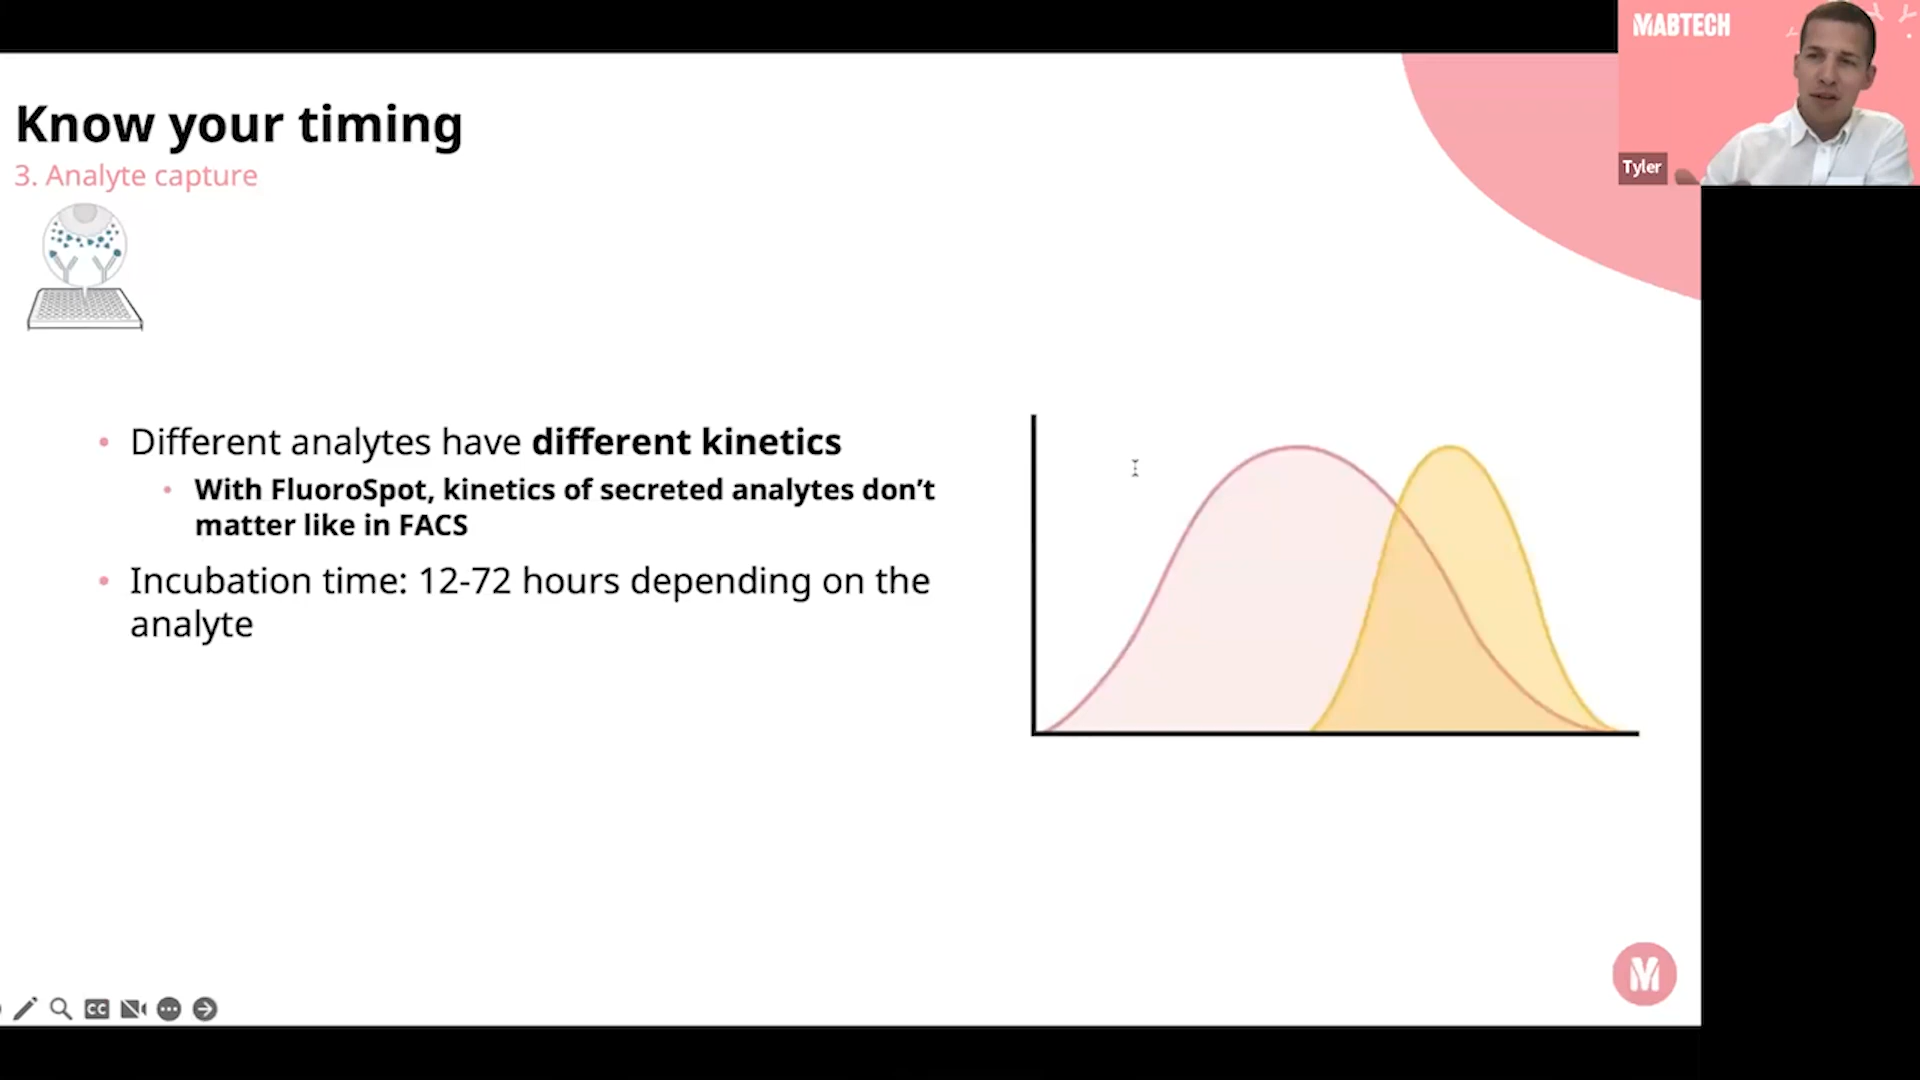 MABTECH
Tyler
Know your timing
3. Analyte capture
• Different analytes have different kinetics
• With FluoroSpot, kinetics of secreted analytes don’t
matter like in FACS
• Incubation time: 12-72 hours depending on the
analyte
M
CC